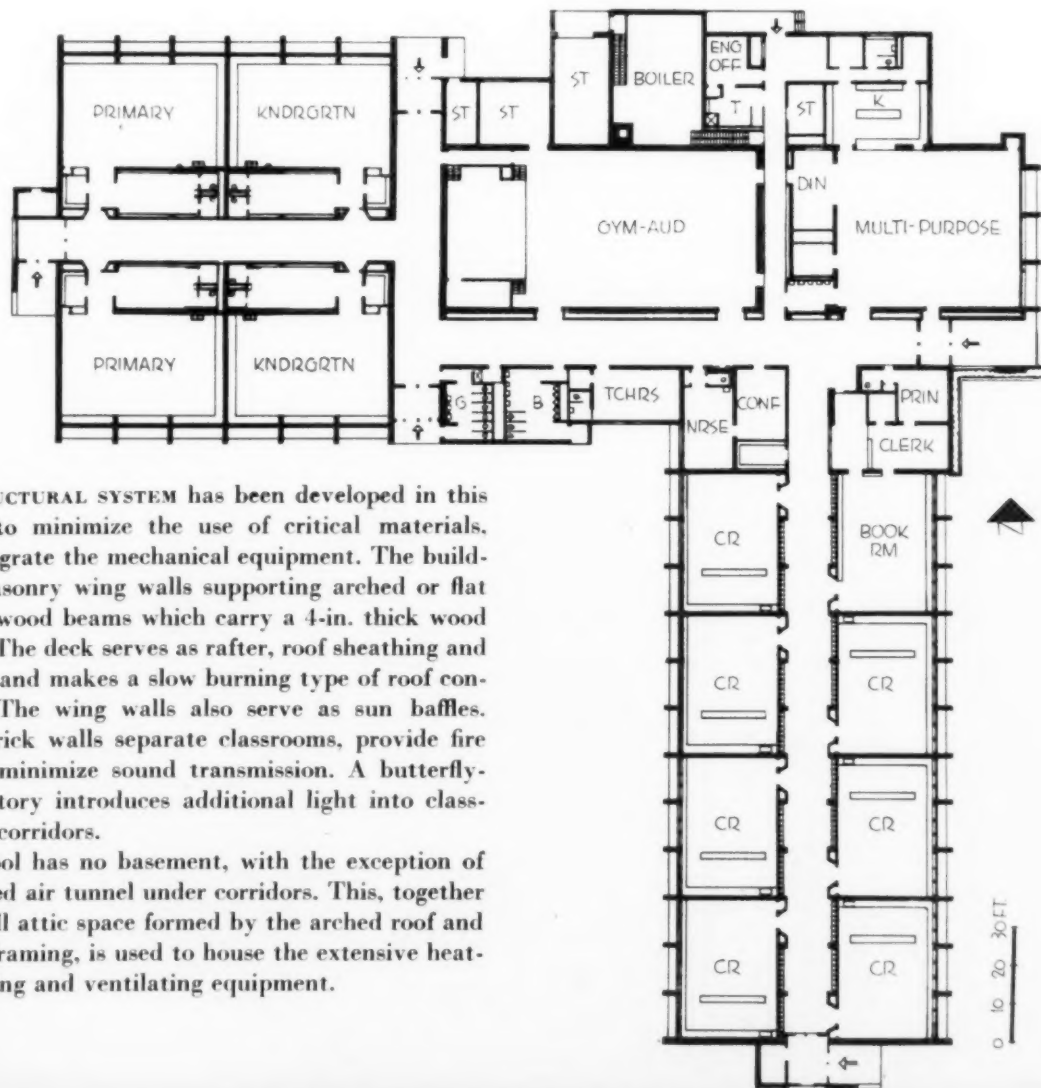 ENG
OFF
ST
BOILER
PRIMARY
KNDRGRTN
ST
ST
T
ST
K
DIN
GYM-AUD
MULTI-PURPOSE
PRIMARY
KNDRGRTN
G
B
TCHRS
NRSE
CONF
PRIN
CLERK
UCTURAL SYSTEM has been developed in this
to minimize the use of critical materials,
grate the mechanical equipment. The build-
asonry wing walls supporting arched or flat
wood beams which carry a 4-in. thick wood
The deck serves as rafter, roof sheathing and
and makes a slow burning type of roof con-
The wing walls also serve as sun baffles.
rick walls separate classrooms, provide fire
minimize sound transmission. A butterfly-
tory introduces additional light into class-
corridors.
ol has no basement, with the exception of
ed air tunnel under corridors. This, together
ll attic space formed by the arched roof and
raming, is used to house the extensive heat-
ng and ventilating equipment.
CR
BOOK
RM
N
CR
CR
CR
CR
CR
CR
0 10 20 30 FT.